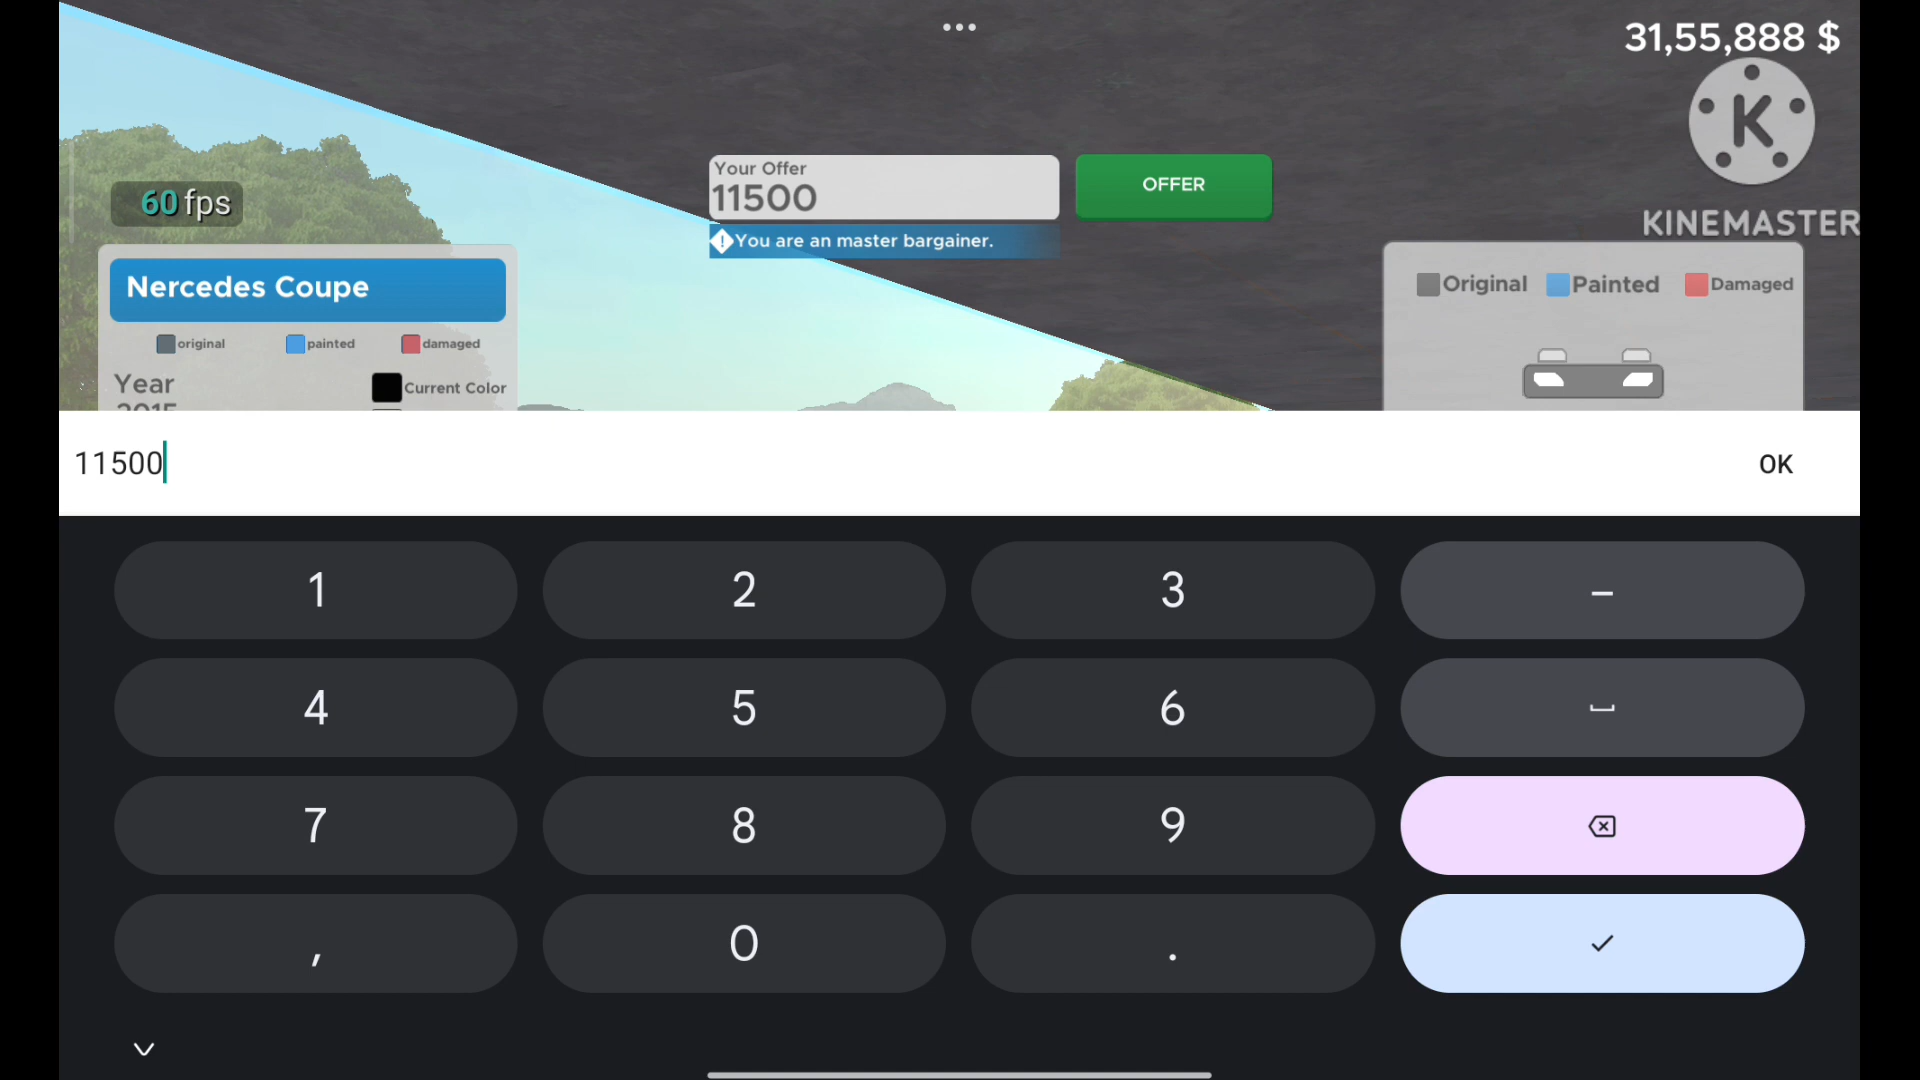 31,55,888 $
Your Offer
11500
OFFER
K
KINEMASTER
60 fps
You are an master bargainer.
Nercedes Coupe
original painted damaged
Year
Current Color
Original Painted Damaged
11500
OK
1 2 3 –
4 5 6
7 8 9
, 0 .